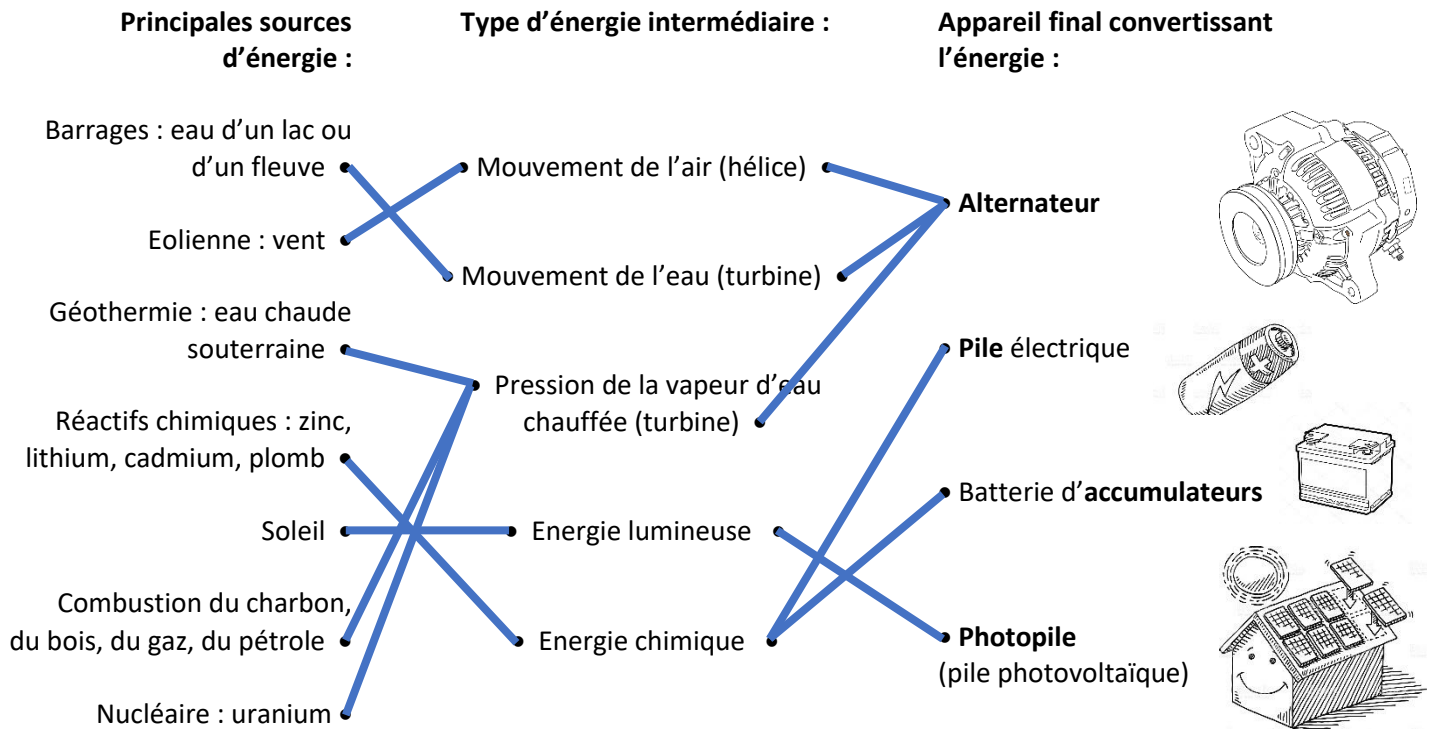 Principales sources
d’énergie :
Barrages : eau d’un lac ou
d’un fleuve
Eolienne : vent
Géothermie : eau chaude
souterraine
Réactifs chimiques : zinc,
lithium, cadmium, plomb
Soleil
Combustion du charbon,
du bois, du gaz, du pétrole
Nucléaire : uranium
Type d’énergie intermédiaire :
Mouvement de l’air (hélice)
Mouvement de l’eau (turbine)
Pression de la vapeur d’eau
chauffée (turbine)
Energie lumineuse
Energie chimique
Appareil final convertissant
l’énergie :
Alternateur
Pile électrique
Batterie d’accumulateurs
Photopile
(pile photovoltaïque)